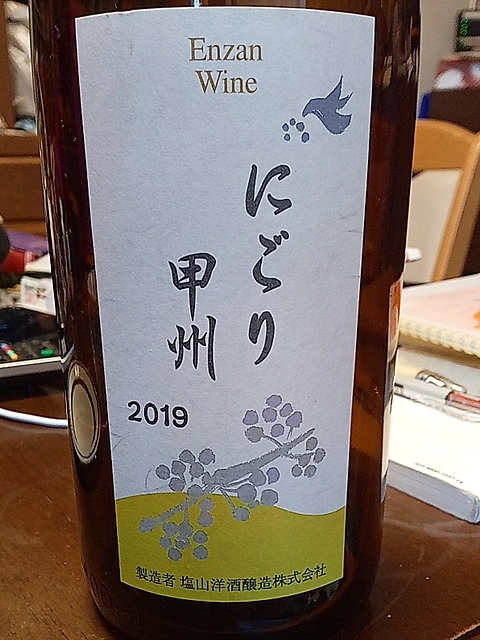 Enzan
Wine
にごり
甲州
2019
製造者 塩山洋酒醸造株式会社